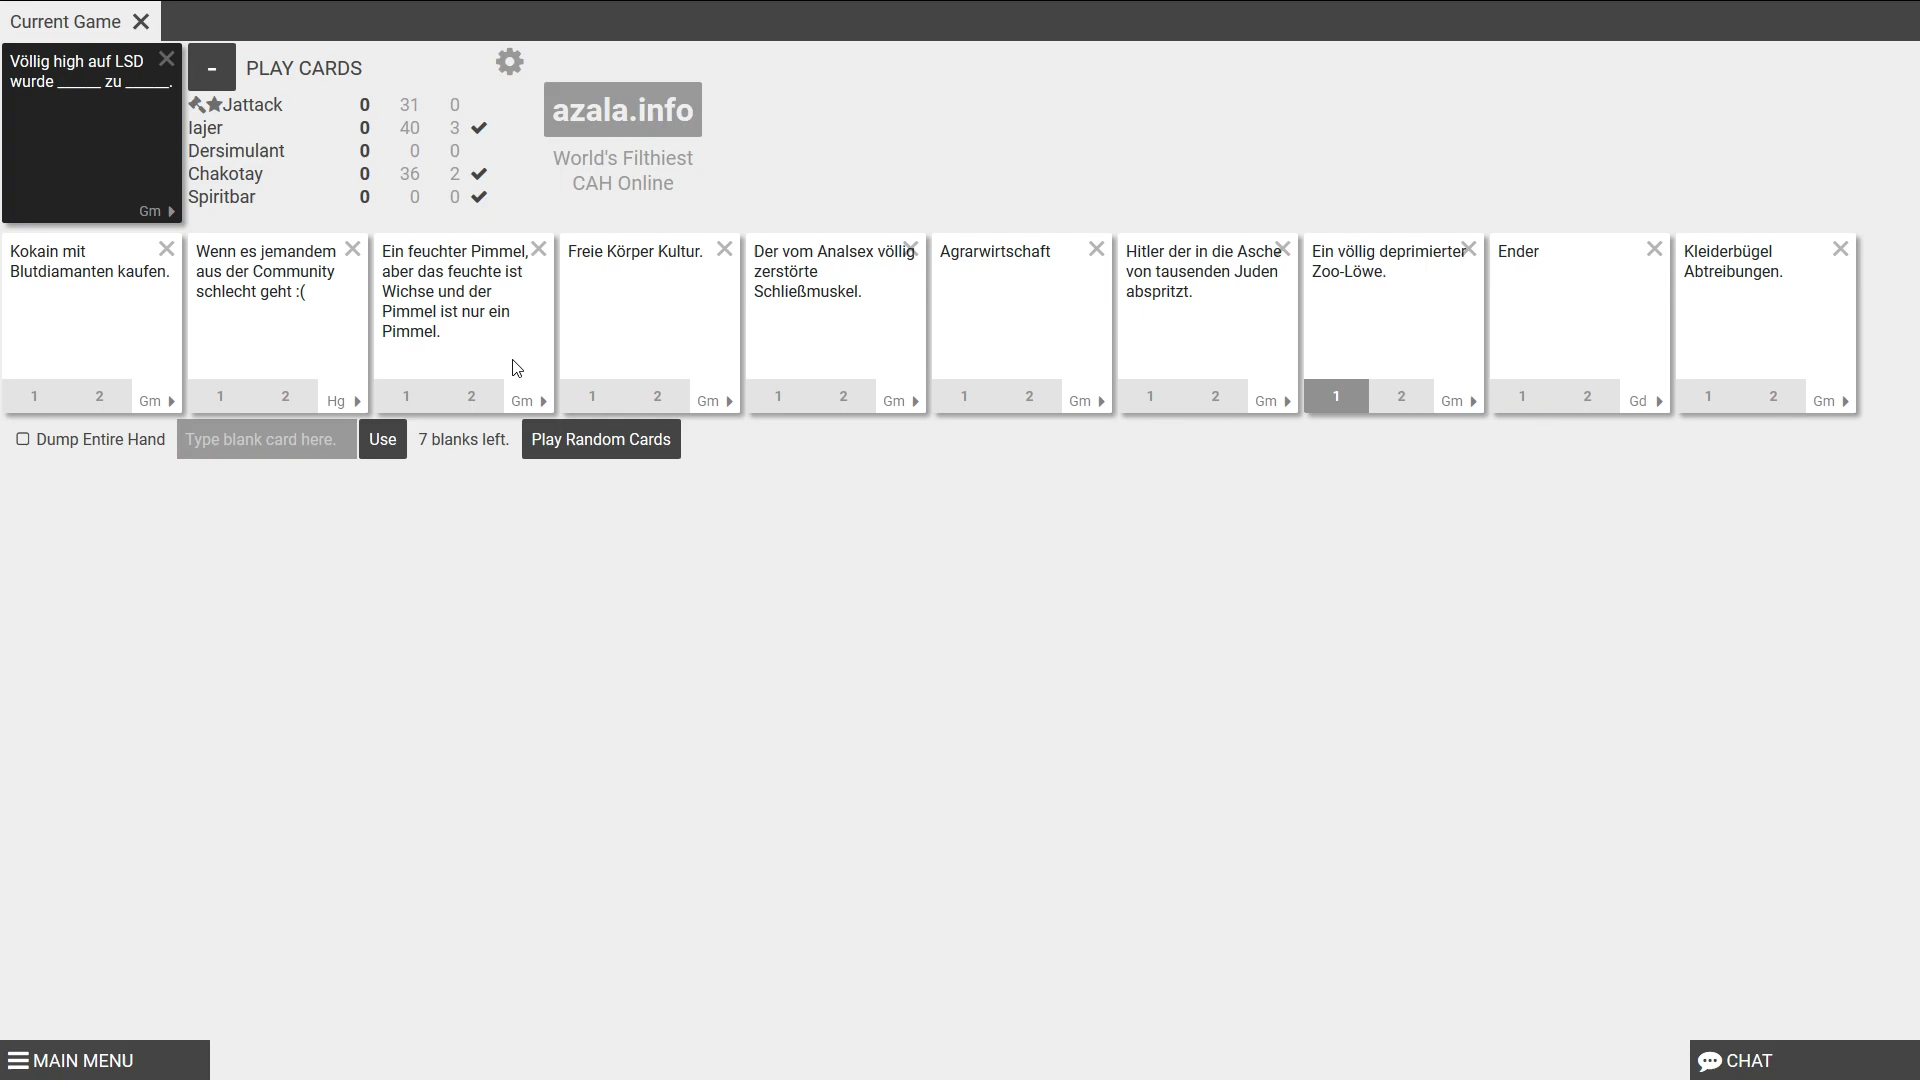 Current Game
Völlig high auf LSD
wurde _____ zu _____.
Gm
-
PLAY CARDS
Jattack 0 31 0
lajer 0 40 3
Dersimulant 0 0 0
Chakotay 0 36 2
Spiritbar 0 0 0
azala.info
World's Filthiest
CAH Online
Kokain mit
Blutdiamanten kaufen.
1 2 Gm
Wenn es jemandem
aus der Community
schlecht geht :(
1 2 Hg
Ein feuchter Pimmel,
aber das feuchte ist
Wichse und der
Pimmel ist nur ein
Pimmel.
1 2 Gm
Freie Körper Kultur.
1 2 Gm
Der vom Analsex völlig
zerstörte
Schließmuskel.
1 2 Gm
Agrarwirtschaft
1 2 Gm
Hitler der in die Asche
von tausenden Juden
abspritzt.
1 2 Gm
Ein völlig deprimierter
Zoo-Löwe.
1 2 Gm
Ender
1 2 Gd
Kleiderbügel
Abtreibungen.
1 2 Gm
Dump Entire Hand
Type blank card here.
Use
7 blanks left.
Play Random Cards
MAIN MENU
CHAT